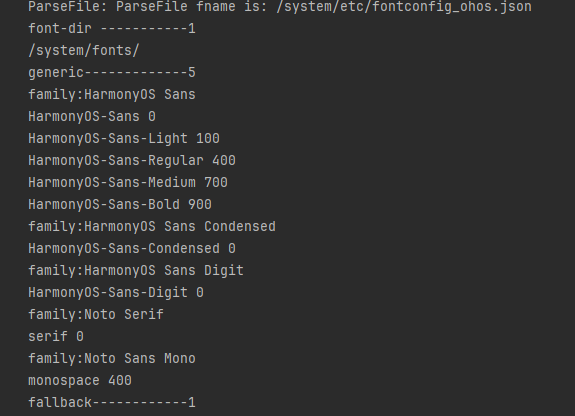 ParseFile: ParseFile fname is: /system/etc/fontconfig_ohos.json
font-dir -----------1
/system/fonts/
generic-------------5
family:HarmonyOS Sans
HarmonyOS-Sans 0
HarmonyOS-Sans-Light 100
HarmonyOS-Sans-Regular 400
HarmonyOS-Sans-Medium 700
HarmonyOS-Sans-Bold 900
family:HarmonyOS Sans Condensed
HarmonyOS-Sans-Condensed 0
family:HarmonyOS Sans Digit
HarmonyOS-Sans-Digit 0
family:Noto Serif
serif 0
family:Noto Sans Mono
monospace 400
fallback------------1